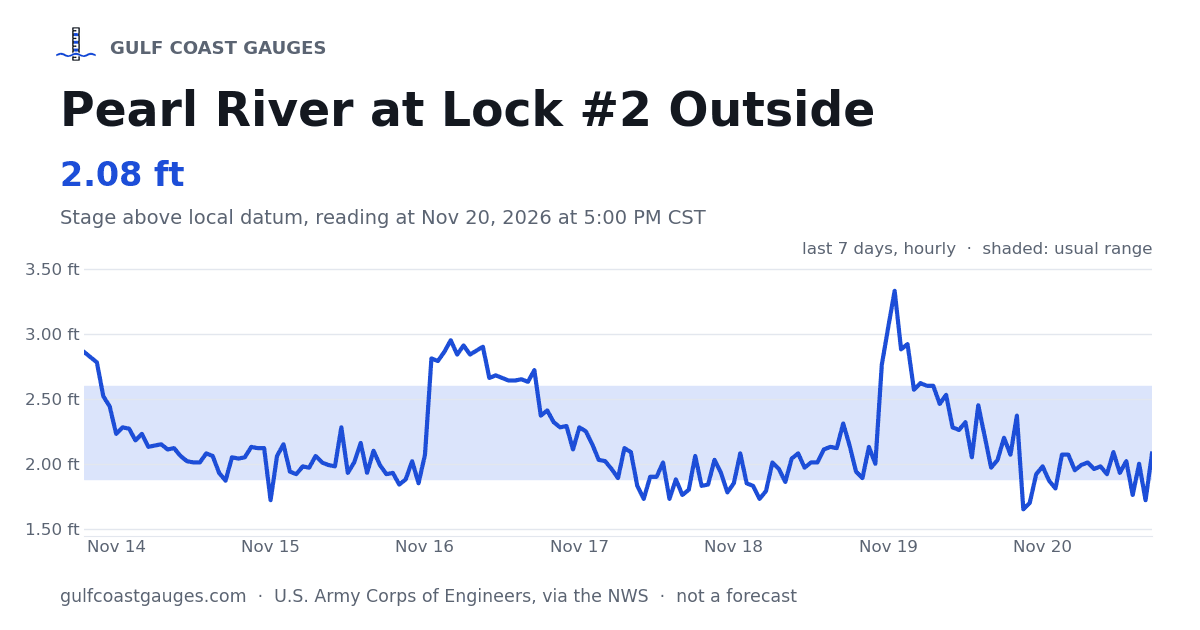 GULF COAST GAUGES
Pearl River at Lock #2 Outside
2.08 ft
Stage above local datum, reading at Nov 20, 2026 at 5:00 PM CST
last 7 days, hourly · shaded: usual range
3.50 ft
3.00 ft
2.50 ft
2.00 ft
1.50 ft
Nov 14 Nov 15 Nov 16 Nov 17 Nov 18 Nov 19 Nov 20
gulfcoastgauges.com · U.S. Army Corps of Engineers, via the NWS · not a forecast